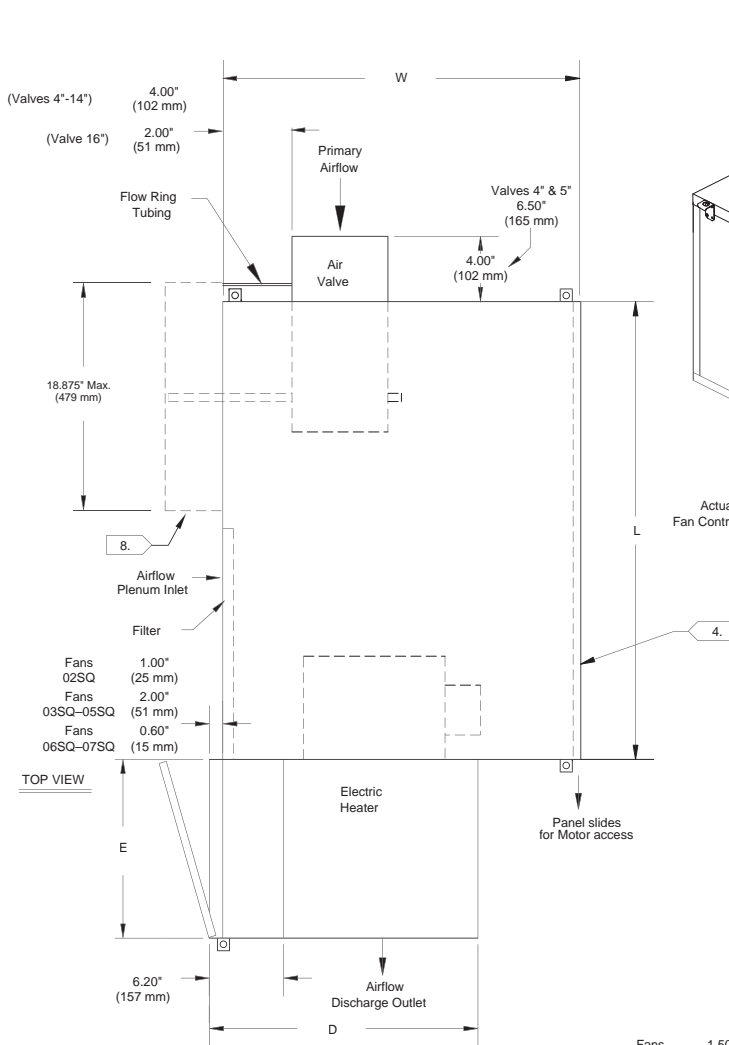 W
(Valves 4"-14") 4.00"
(102 mm)
(Valve 16") 2.00"
(51 mm)
Primary
Airflow
Flow Ring
Tubing
Valves 4" & 5"
6.50"
(165 mm)
Air
Valve
4.00"
(102 mm)
18.875" Max.
(479 mm)
L
8.
Airflow
Plenum Inlet
Filter
4.
Fans 1.00"
02SQ (25 mm)
Fans 2.00"
03SQ–05SQ (51 mm)
Fans 0.60"
06SQ–07SQ (15 mm)
TOP VIEW
Electric
Heater
Panel slides
for Motor access
E
6.20"
(157 mm)
Airflow
Discharge Outlet
D
Fan Contr
Actua